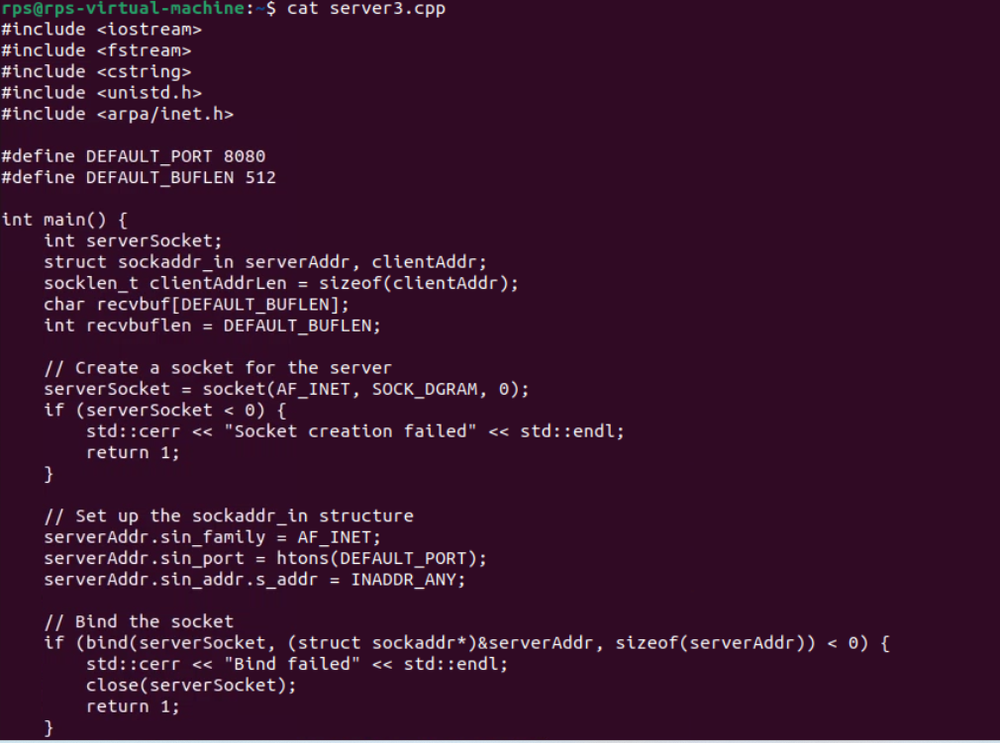 rps@rps-virtual-machine:~$ cat server3.cpp
#include <iostream>
#include <fstream>
#include <cstring>
#include <unistd.h>
#include <arpa/inet.h>

#define DEFAULT_PORT 8080
#define DEFAULT_BUFLEN 512

int main() {
    int serverSocket;
    struct sockaddr_in serverAddr, clientAddr;
    socklen_t clientAddrLen = sizeof(clientAddr);
    char recvbuf[DEFAULT_BUFLEN];
    int recvbuflen = DEFAULT_BUFLEN;

    // Create a socket for the server
    serverSocket = socket(AF_INET, SOCK_DGRAM, 0);
    if (serverSocket < 0) {
        std::cerr << "Socket creation failed" << std::endl;
        return 1;
    }

    // Set up the sockaddr_in structure
    serverAddr.sin_family = AF_INET;
    serverAddr.sin_port = htons(DEFAULT_PORT);
    serverAddr.sin_addr.s_addr = INADDR_ANY;

    // Bind the socket
    if (bind(serverSocket, (struct sockaddr*)&serverAddr, sizeof(serverAddr)) < 0) {
        std::cerr << "Bind failed" << std::endl;
        close(serverSocket);
        return 1;
    }